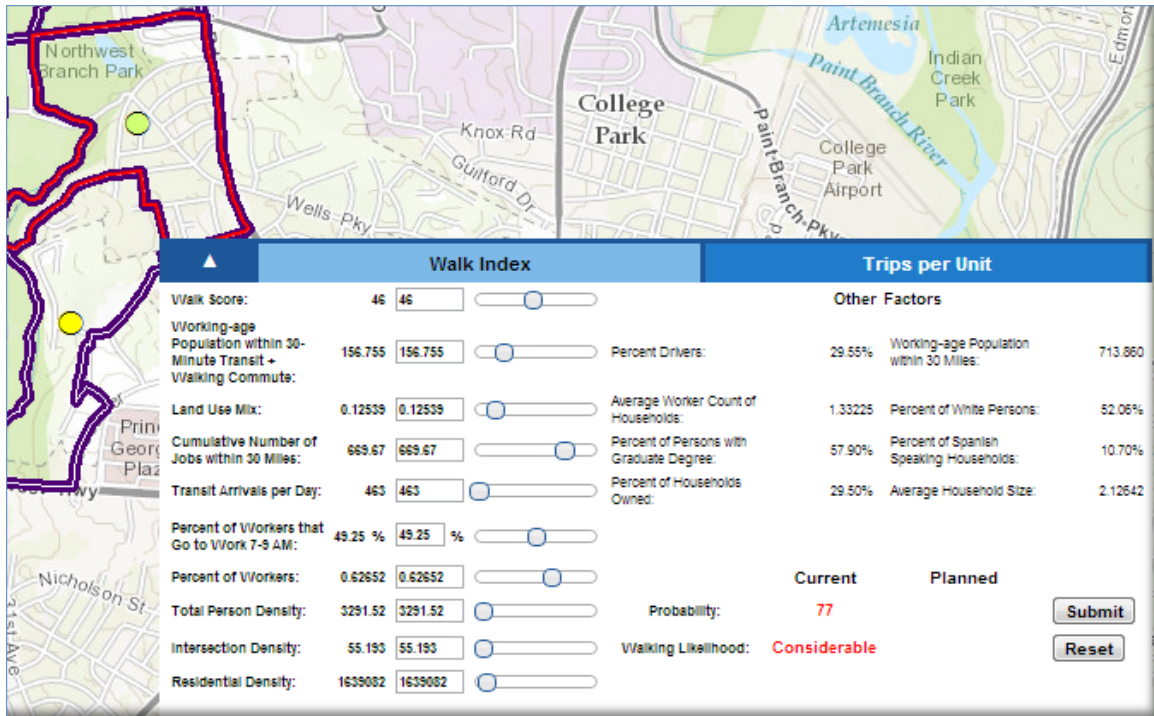 Artemesia
Northwest
Branch Park
Indian
Creek
Park
Edmon
Paint Branch River
College
Park
Knox Rd
Guilford Dr
Paint-Branch-Pkwy
College
Park
Airport
Wells Pky
▲ Walk Index Trips per Unit
Walk Score: 46 46 Other Factors
Working-age
Population within 30-
Minute Transit +
Walking Commute: 156.755 156.755 Percent Drivers: 29.55% Working-age Population
within 30 Miles: 713.860
Land Use Mix: 0.12539 0.12539 Average Worker Count of
Households: 1.33225 Percent of White Persons: 52.06%
Cumulative Number of
Jobs within 30 Miles: 669.67 669.67 Percent of Persons with
Graduate Degree: 57.90% Percent of Spanish
Speaking Households: 10.70%
Transit Arrivals per Day: 463 463 Percent of Households
Owned: 29.50% Average Household Size: 2.12642
Percent of Workers that
Go to Work 7-9 AM: 49.25 % 49.25 %
Percent of Workers: 0.62652 0.62652 Current Planned
Total Person Density: 3291.52 3291.52 Probability: 77 Submit
Intersection Density: 55.193 55.193 Walking Likelihood: Considerable Reset
Residential Density: 1639082 1639082
Prin
Georg
Plaz
Hwy
Nicholson St
31st Ave